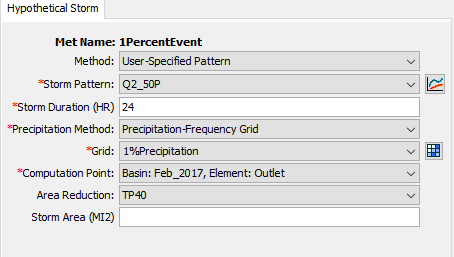 Hypothetical Storm
Met Name: 1PercentEvent
Method: User-Specified Pattern
*Storm Pattern: Q2_50P
*Storm Duration (HR) 24
*Precipitation Method: Precipitation-Frequency Grid
*Grid: 1%Precipitation
*Computation Point: Basin: Feb_2017, Element: Outlet
Area Reduction: TP40
Storm Area (MI2)